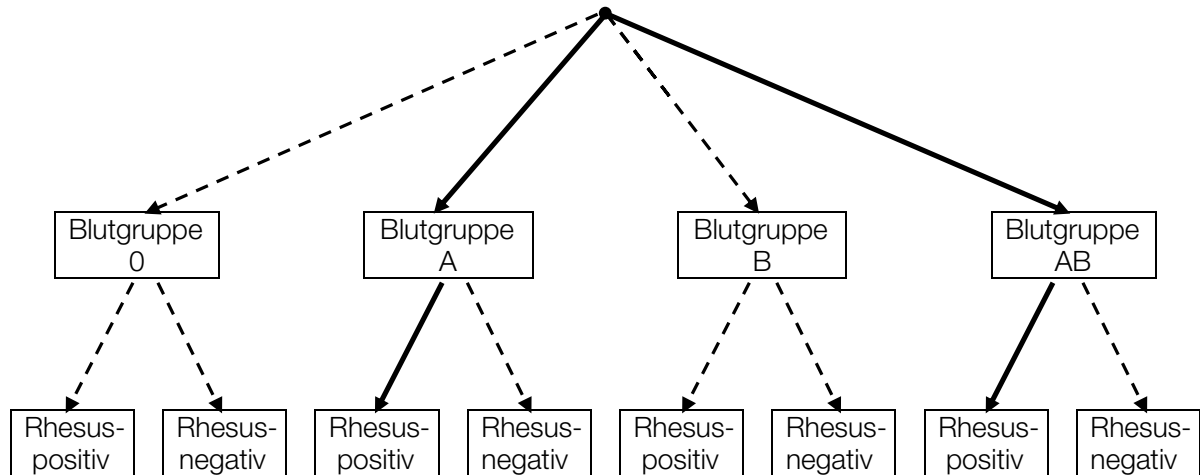 Blutgruppe
0
Blutgruppe
A
Blutgruppe
B
Blutgruppe
AB
Rhesus-
positiv
Rhesus-
negativ
Rhesus-
positiv
Rhesus-
negativ
Rhesus-
positiv
Rhesus-
negativ
Rhesus-
positiv
Rhesus-
negativ